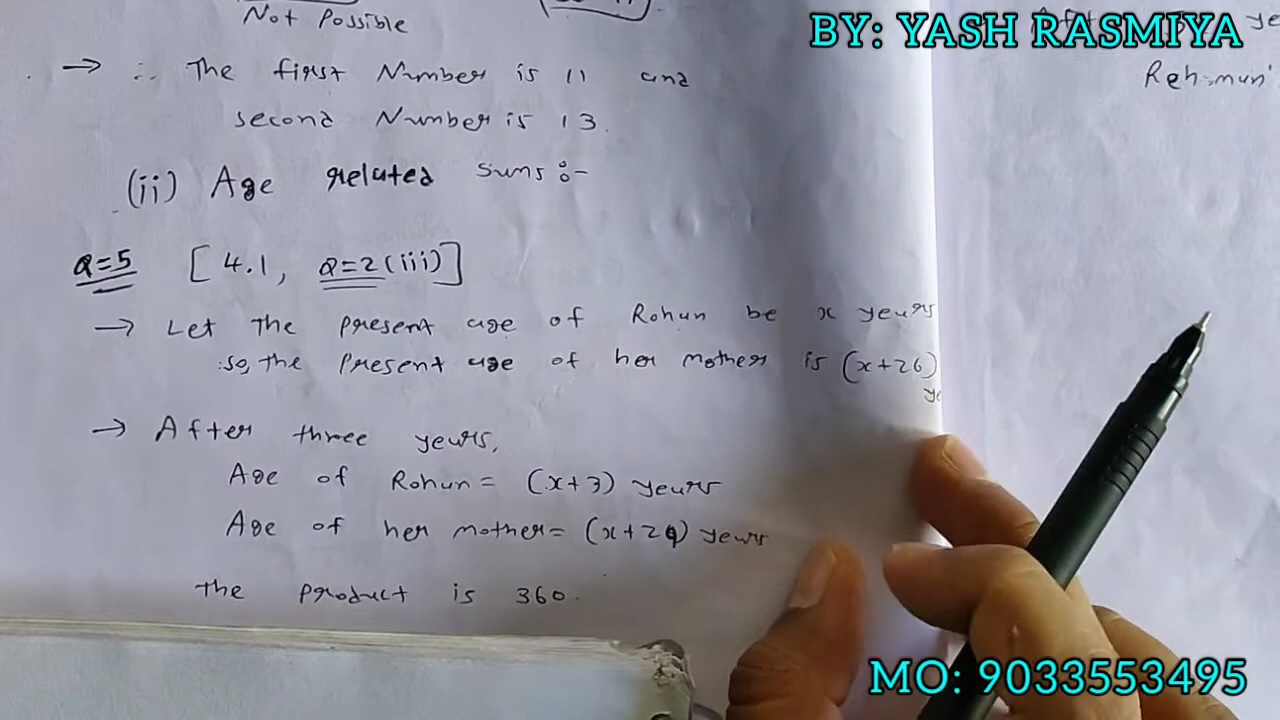 Not Possible
BY: YASH RASMIYA
→ ∴ The first Number is 11 and
second Number is 13.
(ii) Age related sums :-
Q=5 [4.1, Q=2(iii)]
→ Let the present age of Rohan be x years
so, the present age of her mother is (x+26)
→ After three years,
Age of Rohan = (x+3) years
Age of her mother = (x+29) years
the product is 360.
MO: 9033553495